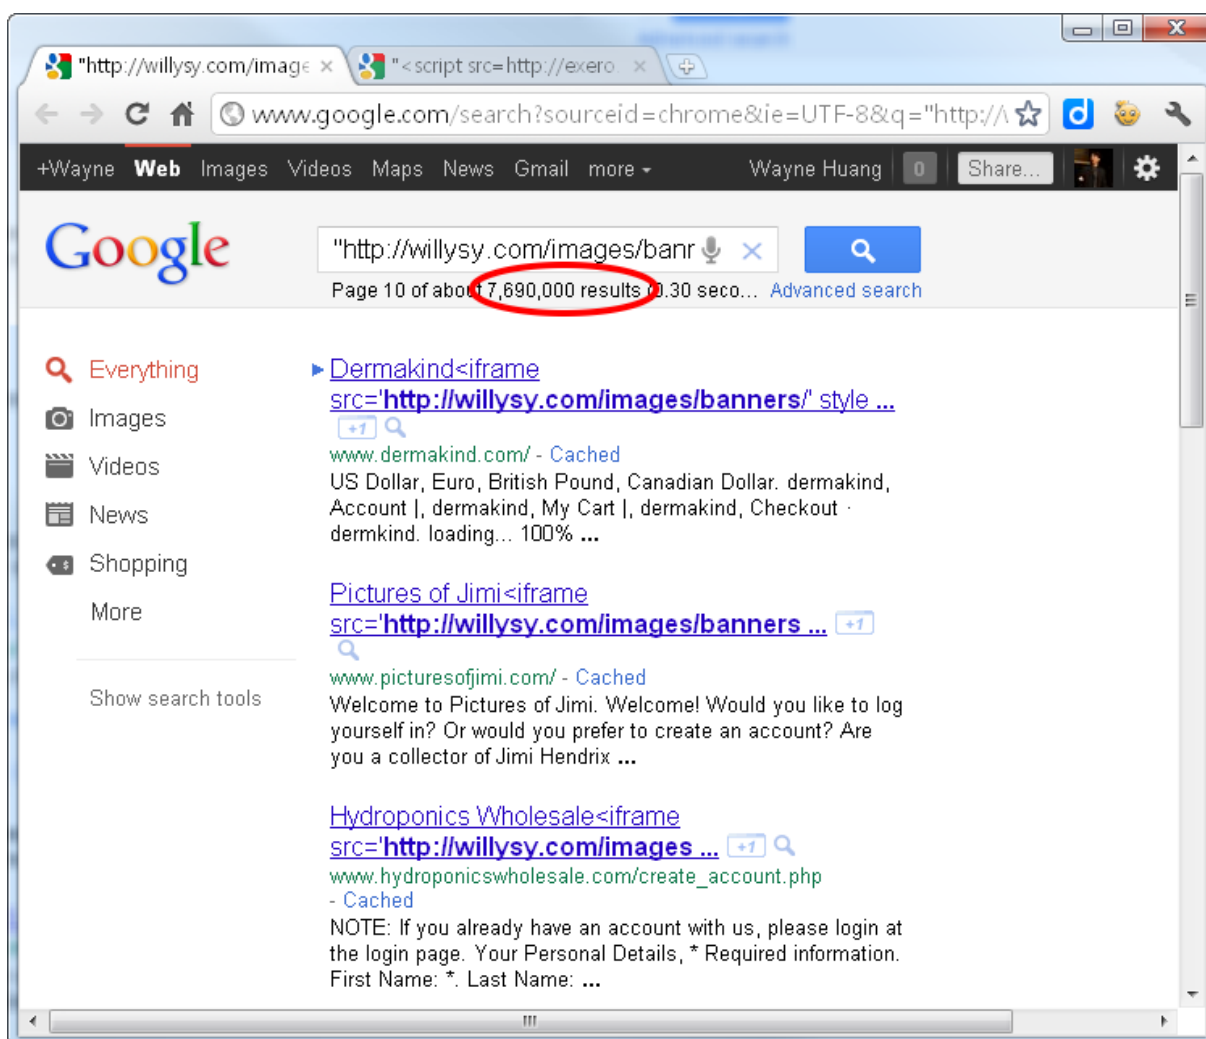 Advanced search
"http://willysy.com/image
"<script src=http://exero.
www.google.com/search?sourceid=chrome&ie=UTF-8&q="http://\
d
+Wayne Web Images Videos Maps News Gmail more Wayne Huang 0 Share...
Google
"http://willysy.com/images/banr
Page 10 of about 7,690,000 results (0.30 seco... Advanced search
Everything
Images
Videos
News
Shopping
More
Show search tools
Dermakind<iframe
src='http://willysy.com/images/banners/' style ...
+1
www.dermakind.com/ - Cached
US Dollar, Euro, British Pound, Canadian Dollar. dermakind,
Account |, dermakind, My Cart |, dermakind, Checkout ·
dermkind. loading... 100% ...
Pictures of Jimi<iframe
src='http://willysy.com/images/banners ... +1
www.picturesofjimi.com/ - Cached
Welcome to Pictures of Jimi. Welcome! Would you like to log
yourself in? Or would you prefer to create an account? Are
you a collector of Jimi Hendrix ...
Hydroponics Wholesale<iframe
src='http://willysy.com/images ... +1
www.hydroponicswholesale.com/create_account.php
- Cached
NOTE: If you already have an account with us, please login at
the login page. Your Personal Details, * Required information.
First Name: *. Last Name: ...